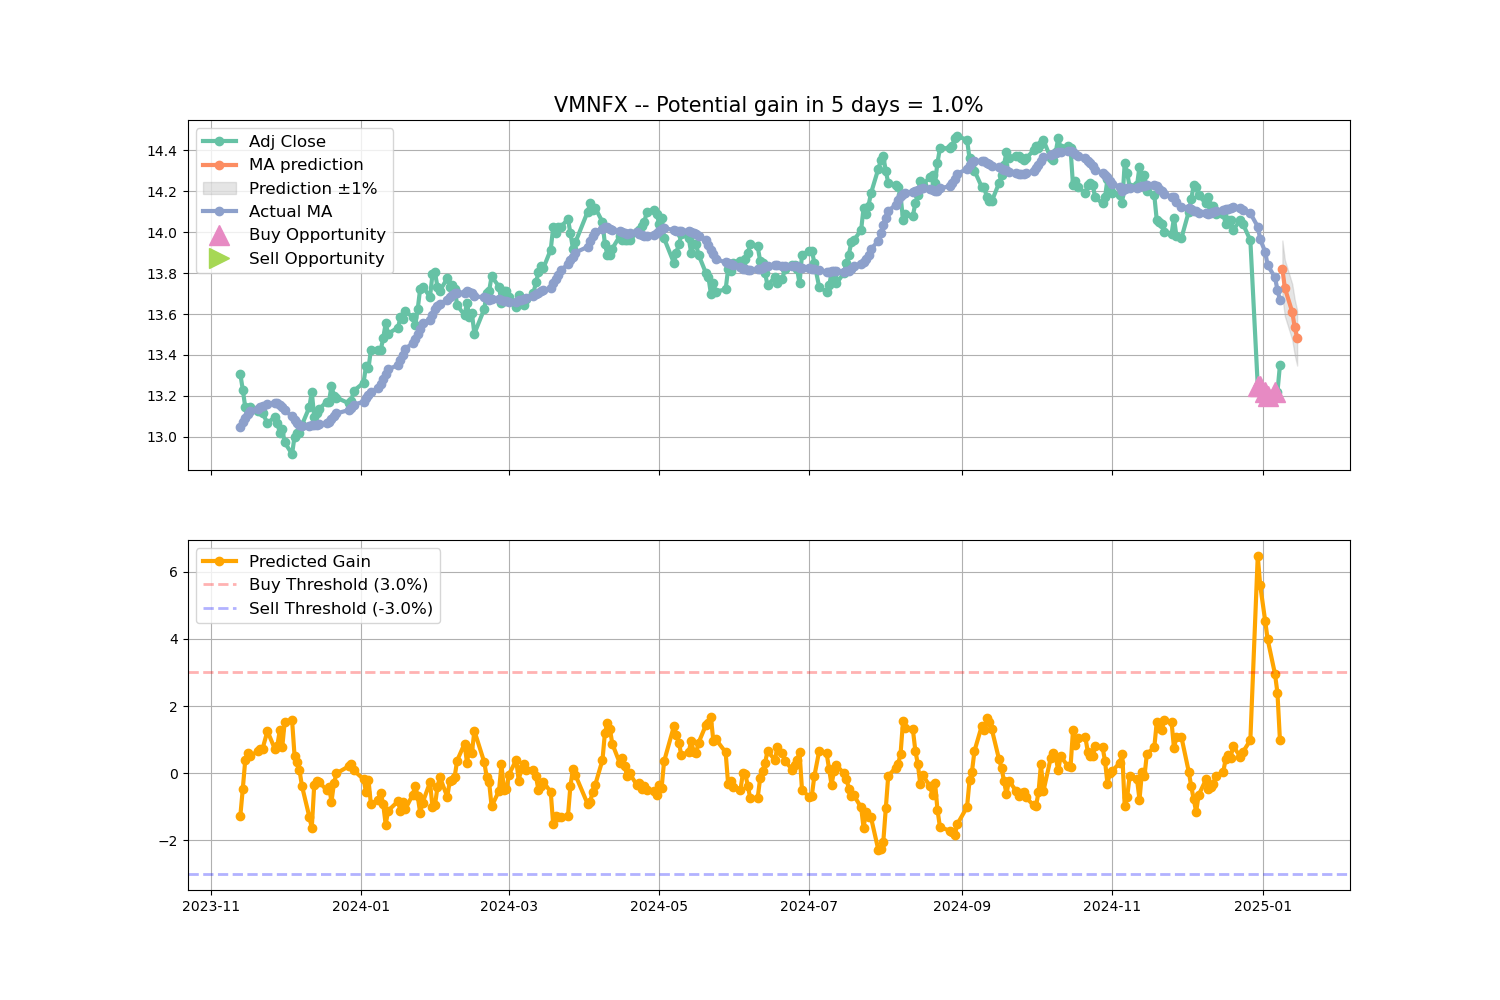 VMNFX -- Potential gain in 5 days = 1.0%
Adj Close
MA prediction
Prediction ±1%
Actual MA
Buy Opportunity
Sell Opportunity
14.4
14.2
14.0
13.8
13.6
13.4
13.2
13.0
Predicted Gain
Buy Threshold (3.0%)
Sell Threshold (-3.0%)
6
4
2
0
−2
2023-11 2024-01 2024-03 2024-05 2024-07 2024-09 2024-11 2025-01